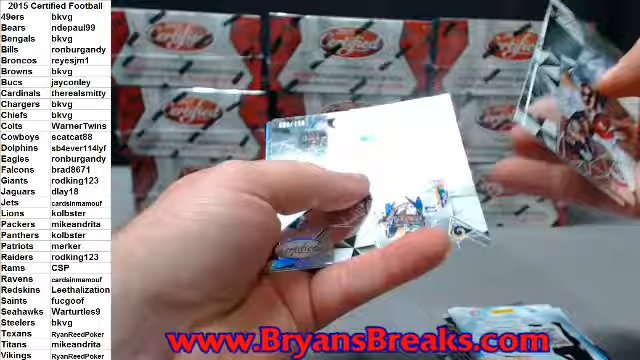 2015 Certified Football
49ers bkvg
Bears ndepaul99
Bengals bkvg
Bills ronburgandy
Broncos reyesjm1
Browns bkvg
Bucs jayconley
Cardinals therealsmitty
Chargers bkvg
Chiefs bkvg
Colts WarnerTwins
Cowboys scatcat88
Dolphins sb4ever114lyf
Eagles ronburgandy
Falcons brad8671
Giants rodking123
Jaguars dlay18
Jets cardsinmamouf
Lions kolbster
Packers mikeandrita
Panthers kolbster
Patriots merker
Raiders rodking123
Rams CSP
Ravens cardsinmamouf
Redskins Leethalization
Saints fucgoof
Seahawks Warturtles9
Steelers bkvg
Texans RyanReedPoker
Titans mikeandrita
Vikings RyanReedPoker
Certified
www.BryansBreaks.com